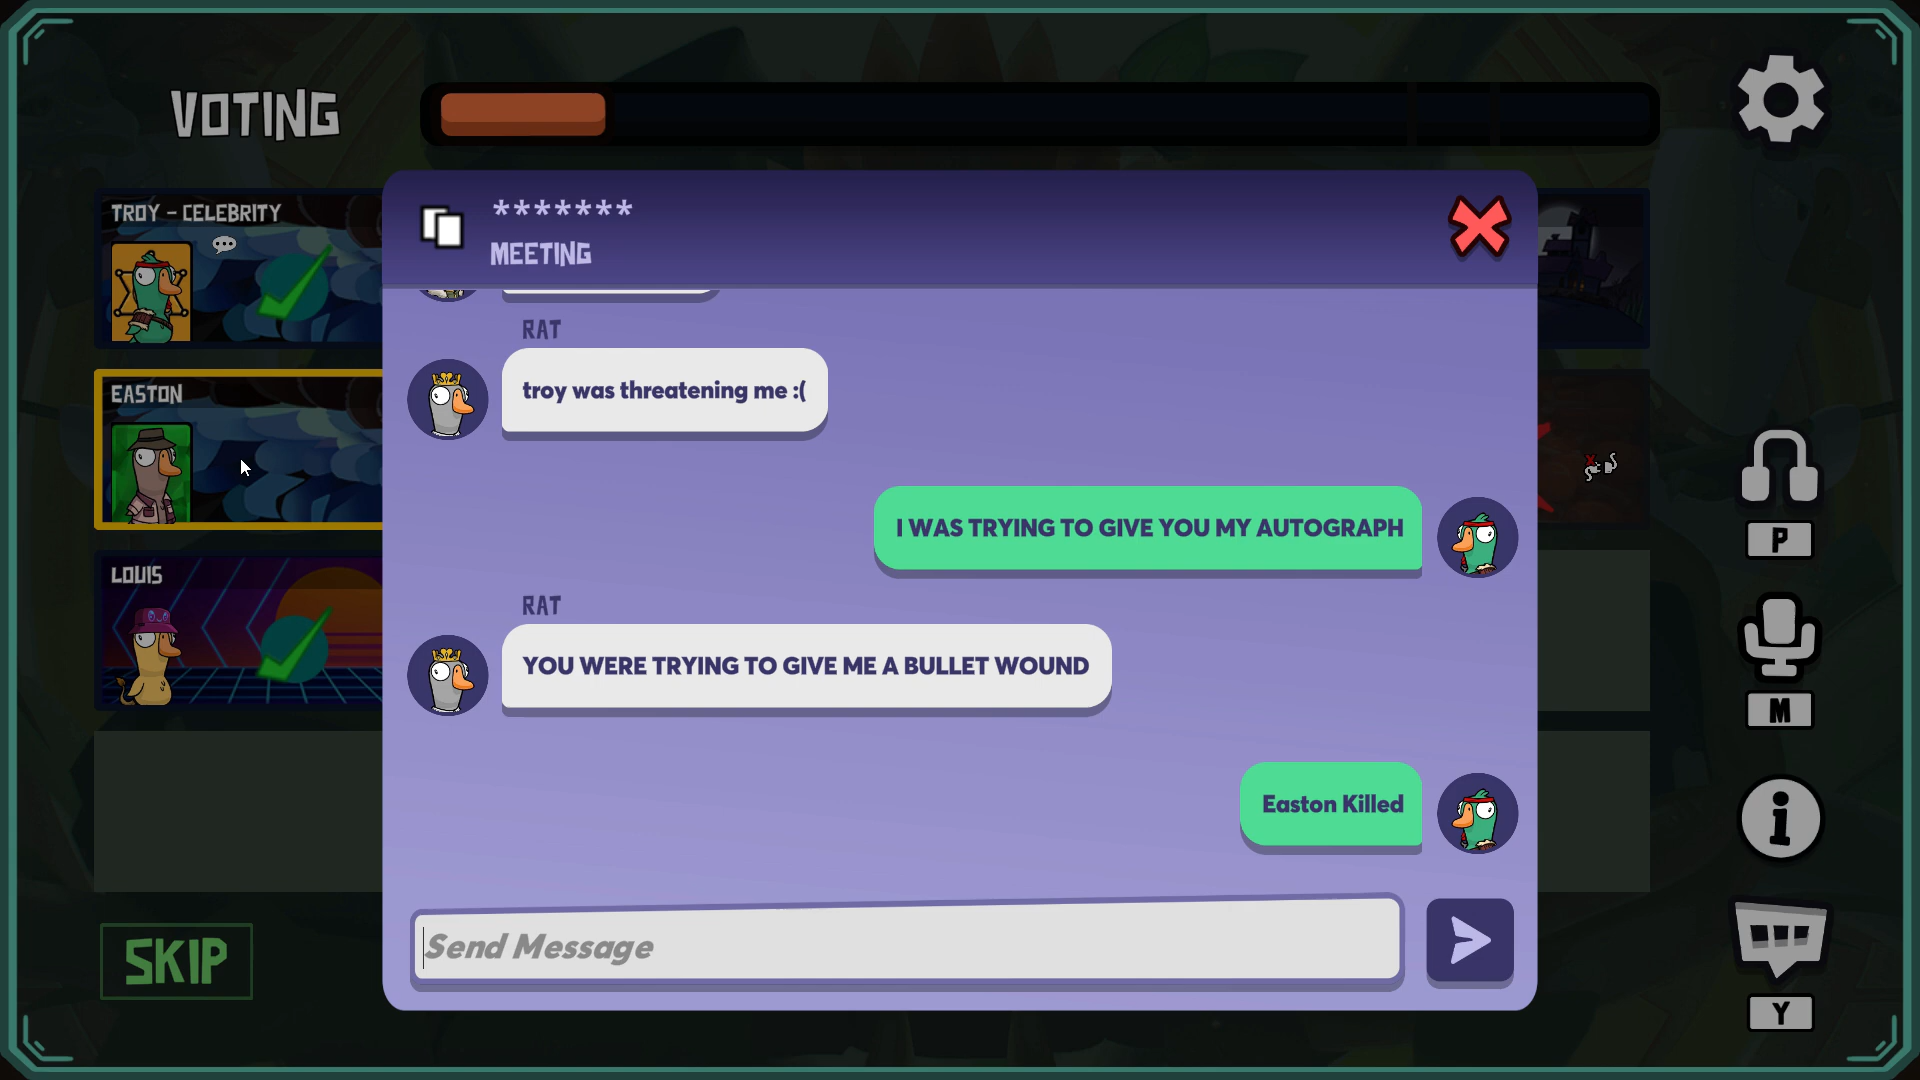 VOTING
TROY - CELEBRITY
EASTON
LOUIS
SKIP
*******
MEETING
RAT
troy was threatening me :(
I WAS TRYING TO GIVE YOU MY AUTOGRAPH
RAT
YOU WERE TRYING TO GIVE ME A BULLET WOUND
Easton Killed
Send Message
P
M
Y